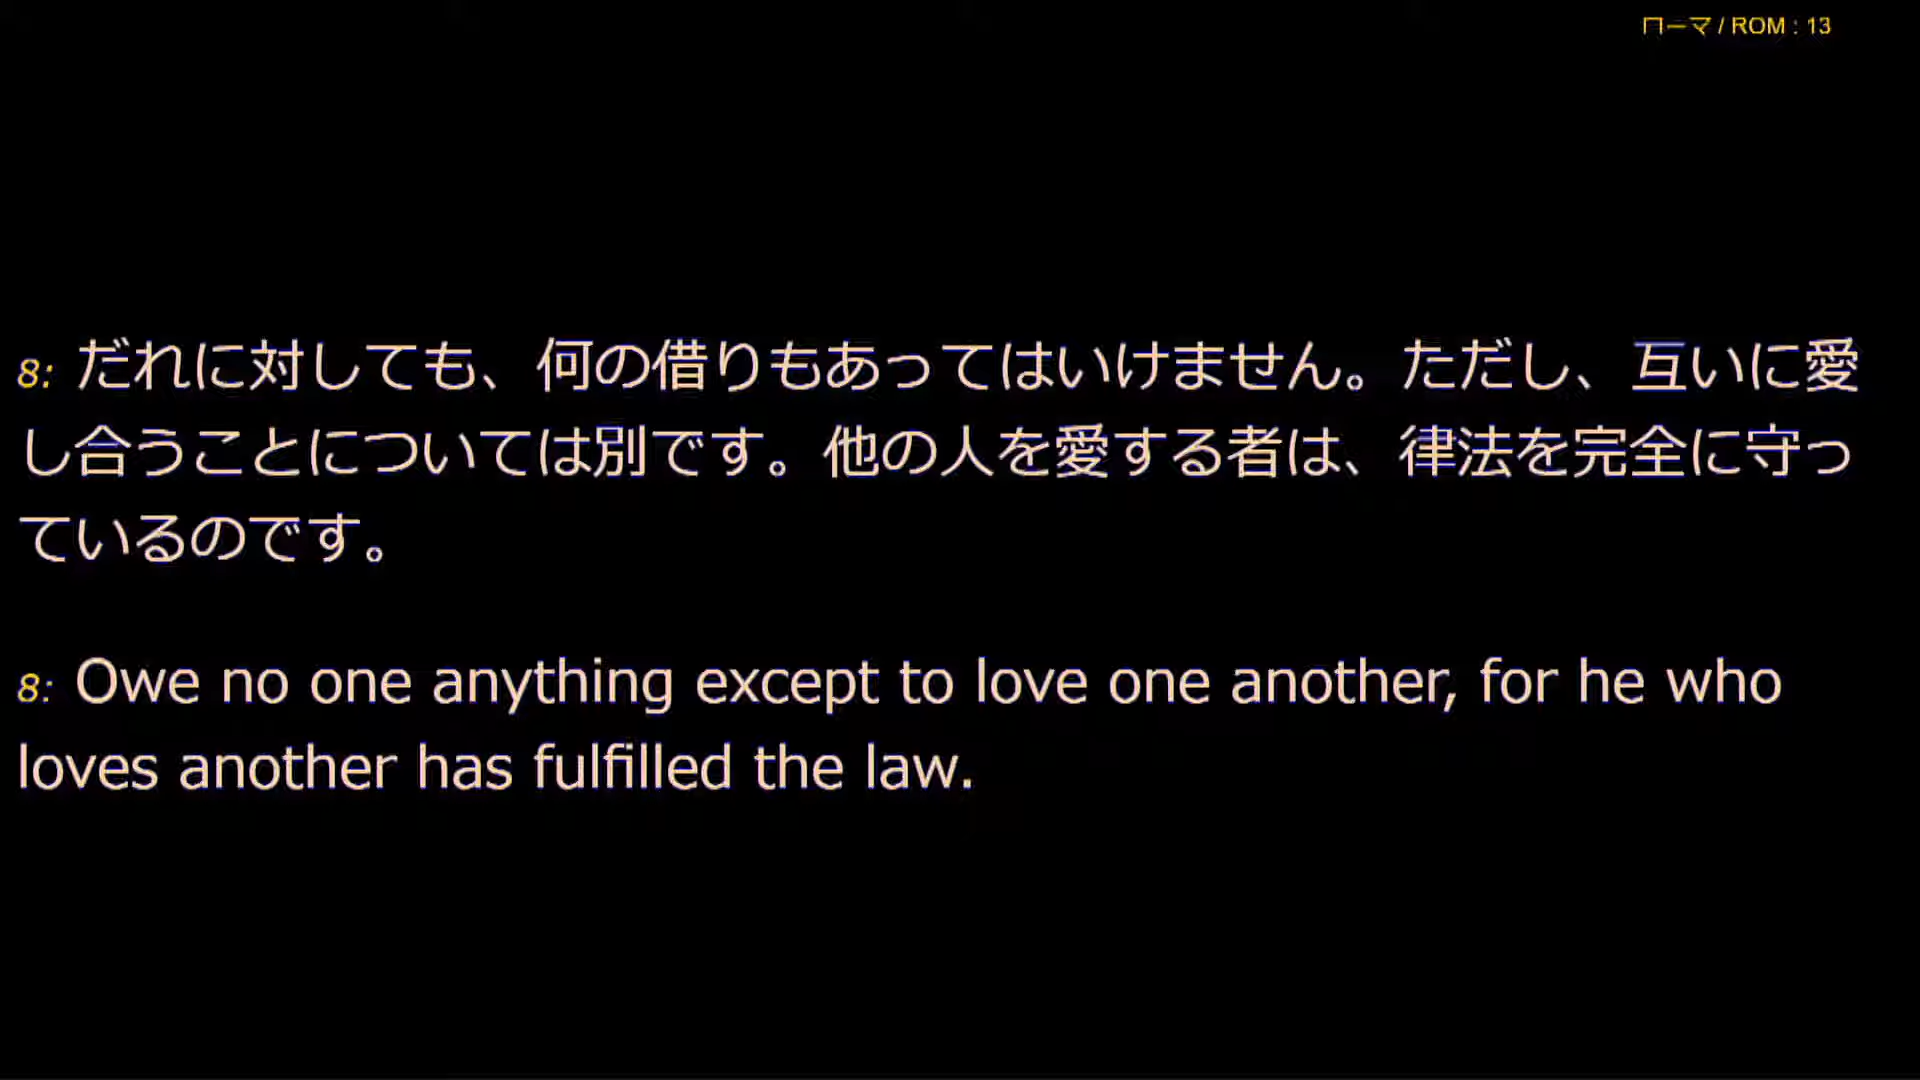 ローマ / ROM : 13
8: だれに対しても、何の借りもあってはいけません。ただし、互いに愛
し合うことについては別です。他の人を愛する者は、律法を完全に守っ
ているのです。
8: Owe no one anything except to love one another, for he who
loves another has fulfilled the law.